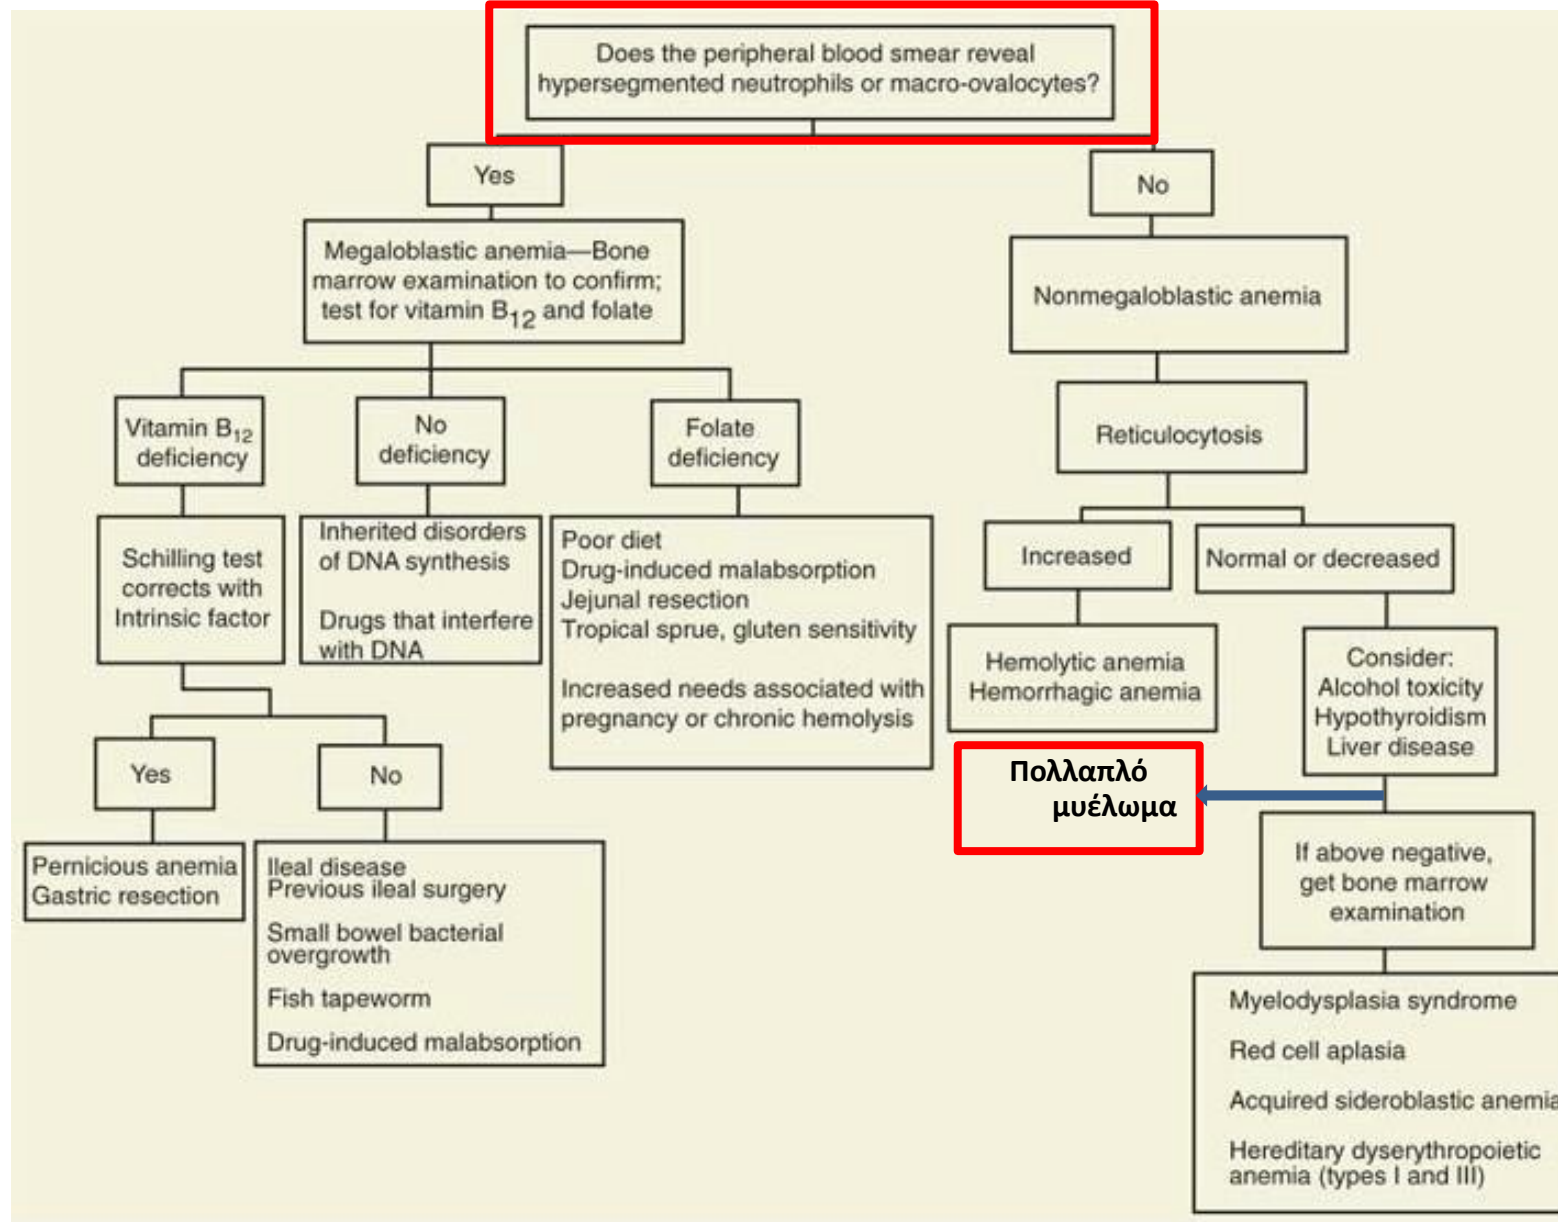 Does the peripheral blood smear reveal
hypersegmented neutrophils or macro-ovalocytes?
Yes
No
Megaloblastic anemia—Bone
marrow examination to confirm;
test for vitamin B12 and folate
Nonmegaloblastic anemia
Vitamin B12
deficiency
No
deficiency
Folate
deficiency
Reticulocytosis
Schilling test
corrects with
Intrinsic factor
Inherited disorders
of DNA synthesis
Drugs that interfere
with DNA
Poor diet
Drug-induced malabsorption
Jejunal resection
Tropical sprue, gluten sensitivity
Increased needs associated with
pregnancy or chronic hemolysis
Increased
Normal or decreased
Hemolytic anemia
Hemorrhagic anemia
Consider:
Alcohol toxicity
Hypothyroidism
Liver disease
Yes
No
Πολλαπλό
μυέλωμα
Pernicious anemia
Gastric resection
Ileal disease
Previous ileal surgery
Small bowel bacterial
overgrowth
Fish tapeworm
Drug-induced malabsorption
If above negative,
get bone marrow
examination
Myelodysplasia syndrome
Red cell aplasia
Acquired sideroblastic anemia
Hereditary dyserythropoietic
anemia (types I and III)